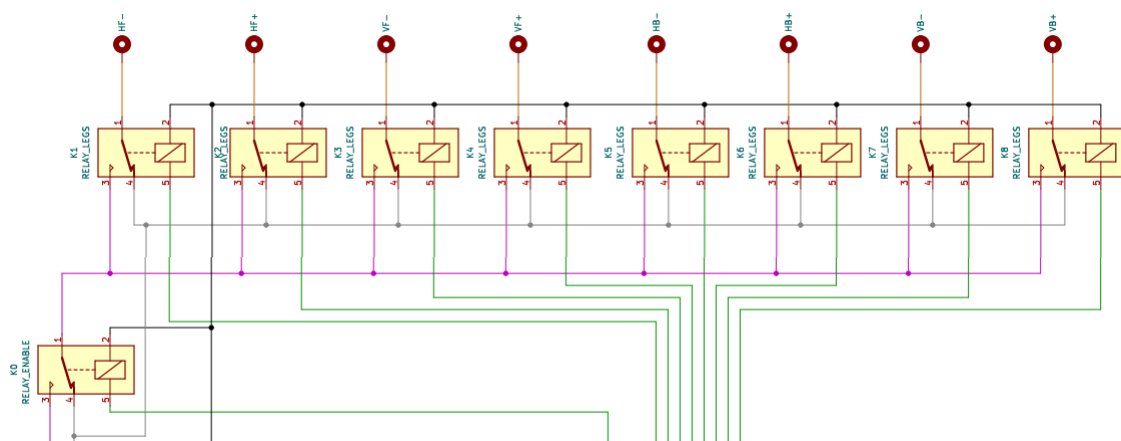 HF-
HF+
VF-
VF+
HB-
HB+
VB-
VB+
1
2
1
2
1
2
1
2
1
2
1
2
1
2
1
2
K1
RELAY_LEGS
K2
RELAY_LEGS
K3
RELAY_LEGS
K4
RELAY_LEGS
K5
RELAY_LEGS
K6
RELAY_LEGS
K7
RELAY_LEGS
K8
RELAY_LEGS
3
4
5
3
4
5
3
4
5
3
4
5
3
4
5
3
4
5
3
4
5
3
4
5
1
2
K0
RELAY_ENABLE
3
4
5